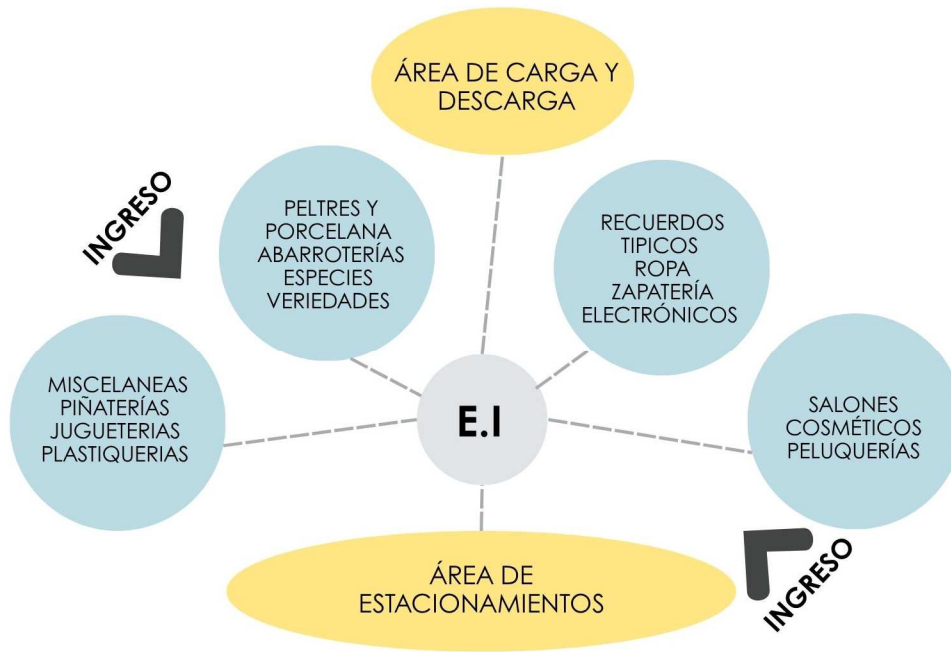 ÁREA DE CARGA Y
DESCARGA
INGRESO
PELTRES Y
PORCELANA
ABARROTERÍAS
ESPECIES
VERIEDADES
RECUERDOS
TIPICOS
ROPA
ZAPATERÍA
ELECTRÓNICOS
MISCELANEAS
PIÑATERÍAS
JUGUETERIAS
PLASTIQUERIAS
E.I
SALONES
COSMÉTICOS
PELUQUERÍAS
ÁREA DE
ESTACIONAMIENTOS
INGRESO